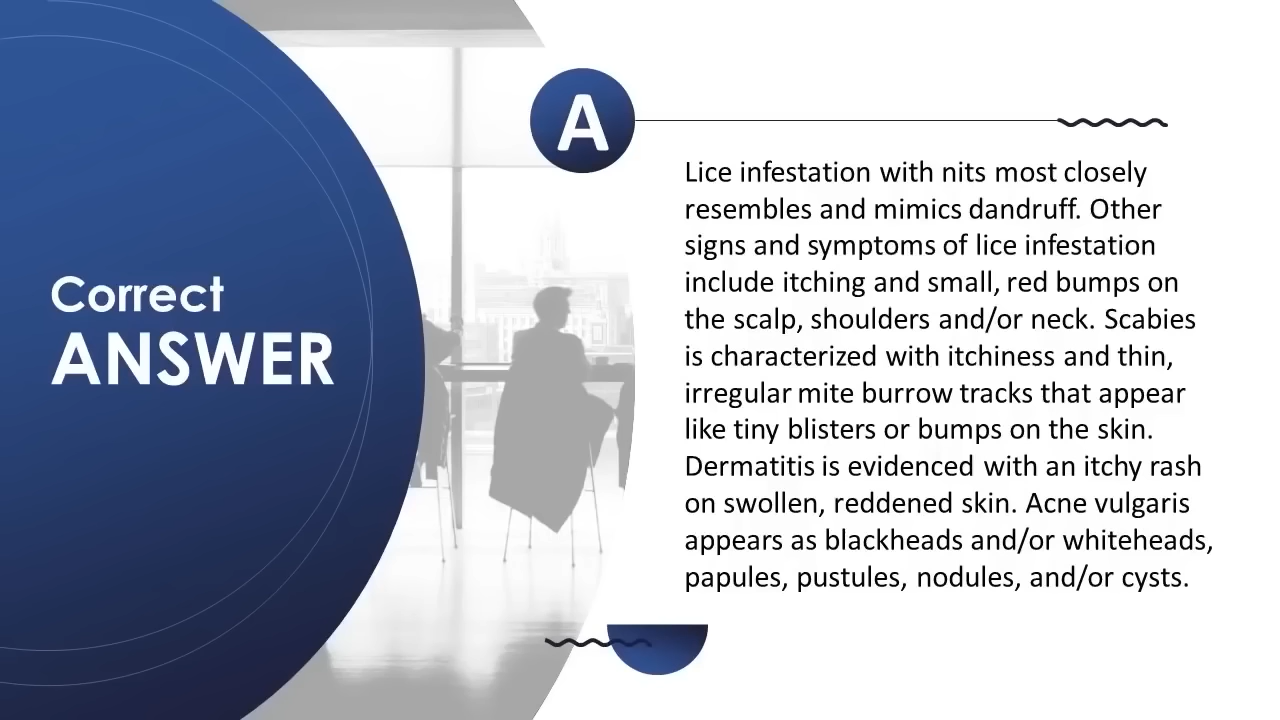 Correct
ANSWER
A
Lice infestation with nits most closely
resembles and mimics dandruff. Other
signs and symptoms of lice infestation
include itching and small, red bumps on
the scalp, shoulders and/or neck. Scabies
is characterized with itchiness and thin,
irregular mite burrow tracks that appear
like tiny blisters or bumps on the skin.
Dermatitis is evidenced with an itchy rash
on swollen, reddened skin. Acne vulgaris
appears as blackheads and/or whiteheads,
papules, pustules, nodules, and/or cysts.